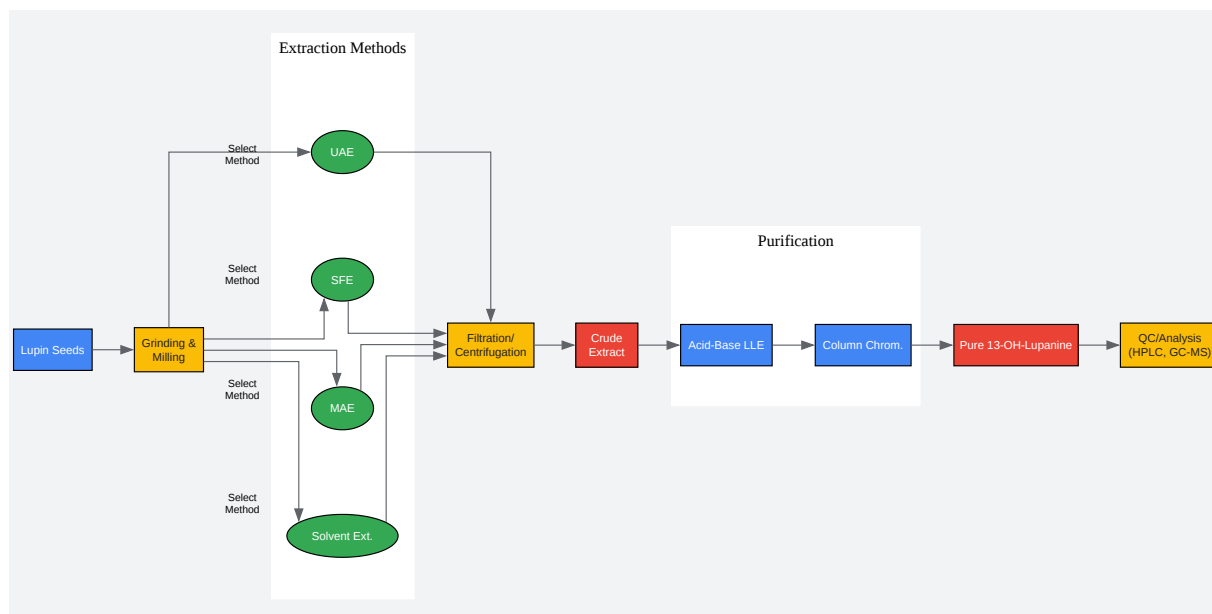 Extraction Methods
Select
Method
UAE
Select
Method
SFE
Lupin Seeds
Grinding &
Milling
Select
Method
MAE
Select
Method
Solvent Ext.
Filtration/
Centrifugation
Crude
Extract
Purification
Acid-Base LLE
Column Chrom.
Pure 13-OH-Lupanine
QC/Analysis
(HPLC, GC-MS)